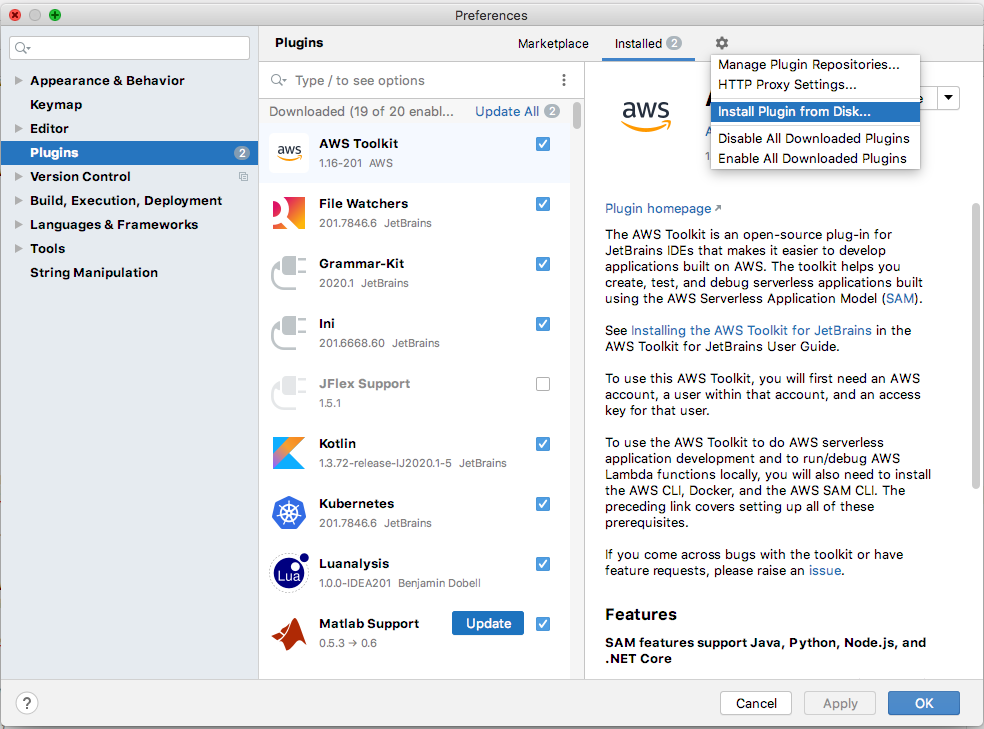 Preferences
Plugins
Marketplace
Installed 2
Manage Plugin Repositories...
HTTP Proxy Settings...
Install Plugin from Disk...
Disable All Downloaded Plugins
Enable All Downloaded Plugins
Appearance & Behavior
Keymap
Editor
Plugins 2
Version Control
Build, Execution, Deployment
Languages & Frameworks
Tools
String Manipulation
Type / to see options
Downloaded (19 of 20 enabl... Update All 2
aws
AWS Toolkit
1.16-201 AWS
File Watchers
201.7846.6 JetBrains
Grammar-Kit
2020.1 JetBrains
Ini
201.6668.60 JetBrains
JFlex Support
1.5.1
Kotlin
1.3.72-release-IJ2020.1-5 JetBrains
Kubernetes
201.7846.6 JetBrains
Lua
Luanalysis
1.0.0-IDEA201 Benjamin Dobell
Matlab Support
0.5.3 → 0.6
Update
aws
Plugin homepage ↗
The AWS Toolkit is an open-source plug-in for
JetBrains IDEs that makes it easier to develop
applications built on AWS. The toolkit helps you
create, test, and debug serverless applications built
using the AWS Serverless Application Model (SAM).
See Installing the AWS Toolkit for JetBrains in the
AWS Toolkit for JetBrains User Guide.
To use this AWS Toolkit, you will first need an AWS
account, a user within that account, and an access
key for that user.
To use the AWS Toolkit to do AWS serverless
application development and to run/debug AWS
Lambda functions locally, you will also need to install
the AWS CLI, Docker, and the AWS SAM CLI. The
preceding link covers setting up all of these
prerequisites.
If you come across bugs with the toolkit or have
feature requests, please raise an issue.
Features
SAM features support Java, Python, Node.js, and
.NET Core
?
Cancel
Apply
OK